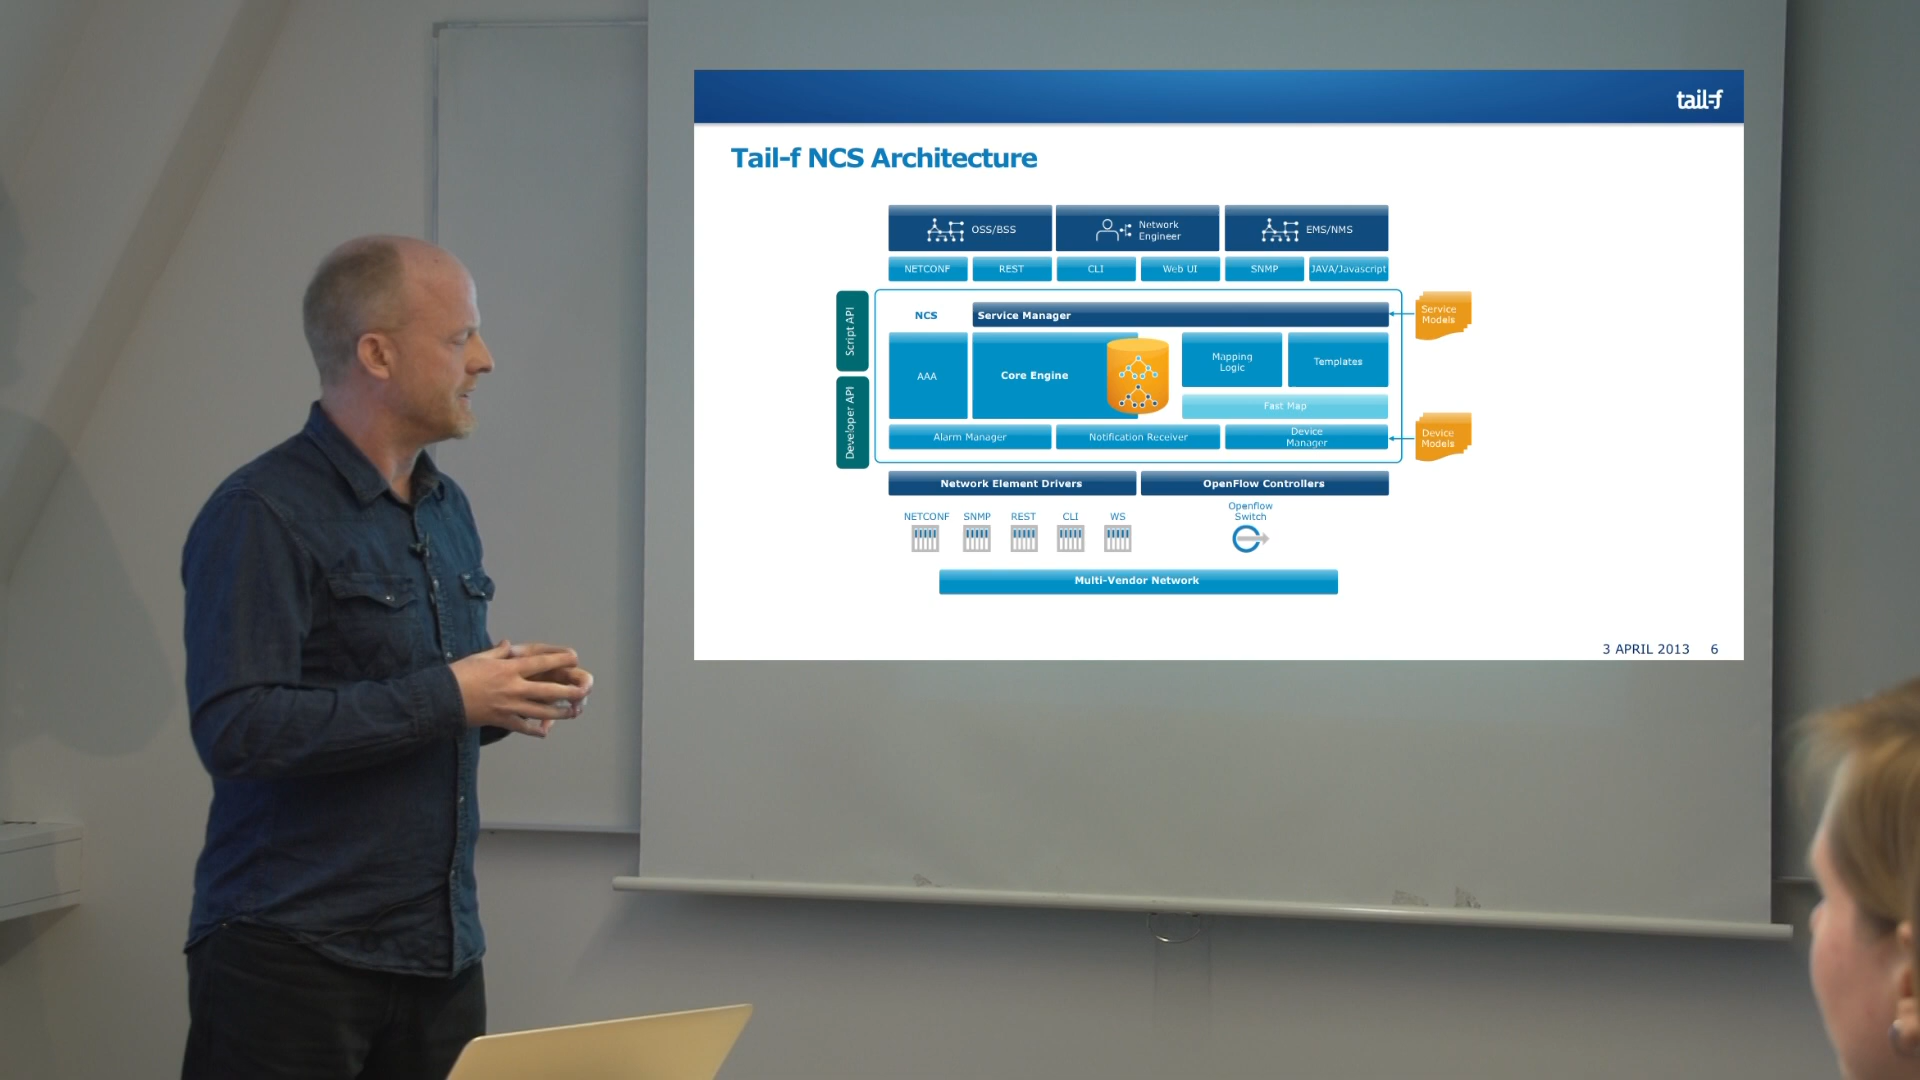 tail-f
Tail-f NCS Architecture
OSS/BSS
Network
Engineer
EMS/NMS
NETCONF
REST
CLI
Web UI
SNMP
JAVA/Javascript
Script API
Developer API
NCS
Service Manager
Service
Models
AAA
Core Engine
Mapping
Logic
Templates
Fast Map
Alarm Manager
Notification Receiver
Device
Manager
Device
Models
Network Element Drivers
OpenFlow Controllers
NETCONF
SNMP
REST
CLI
WS
Openflow
Switch
Multi-Vendor Network
3 APRIL 2013 6